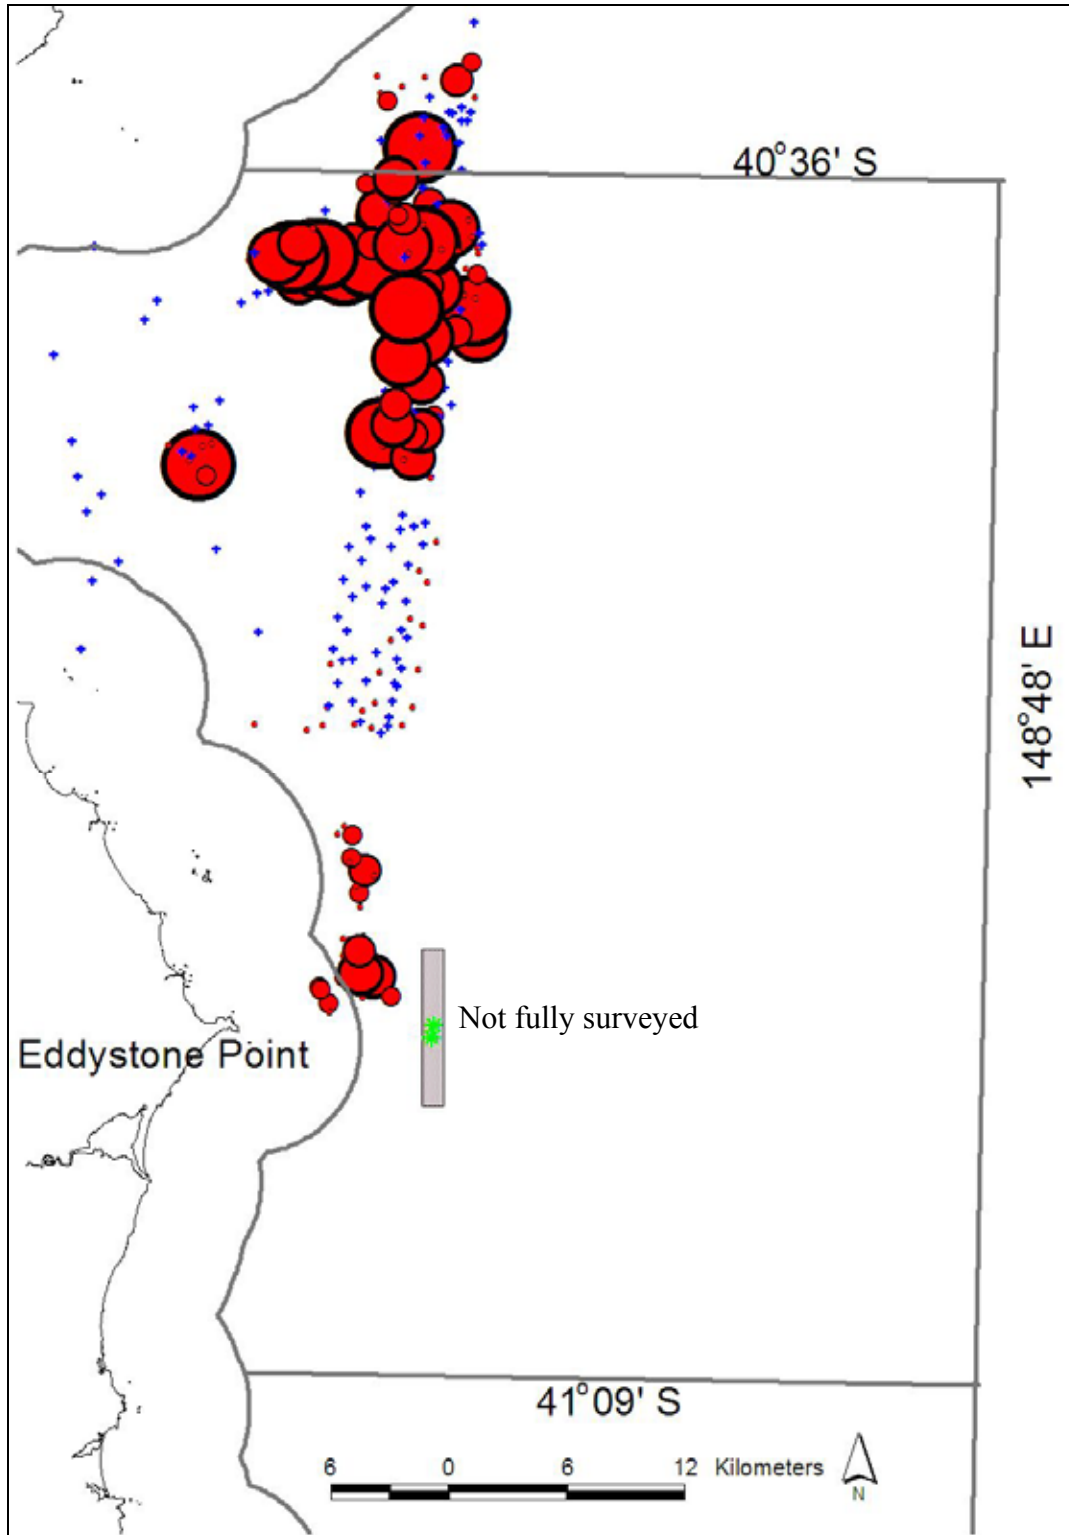 40°36' S
148°48' E
Not fully surveyed
Eddystone Point
41°09' S
6 0 6 12 Kilometers
N